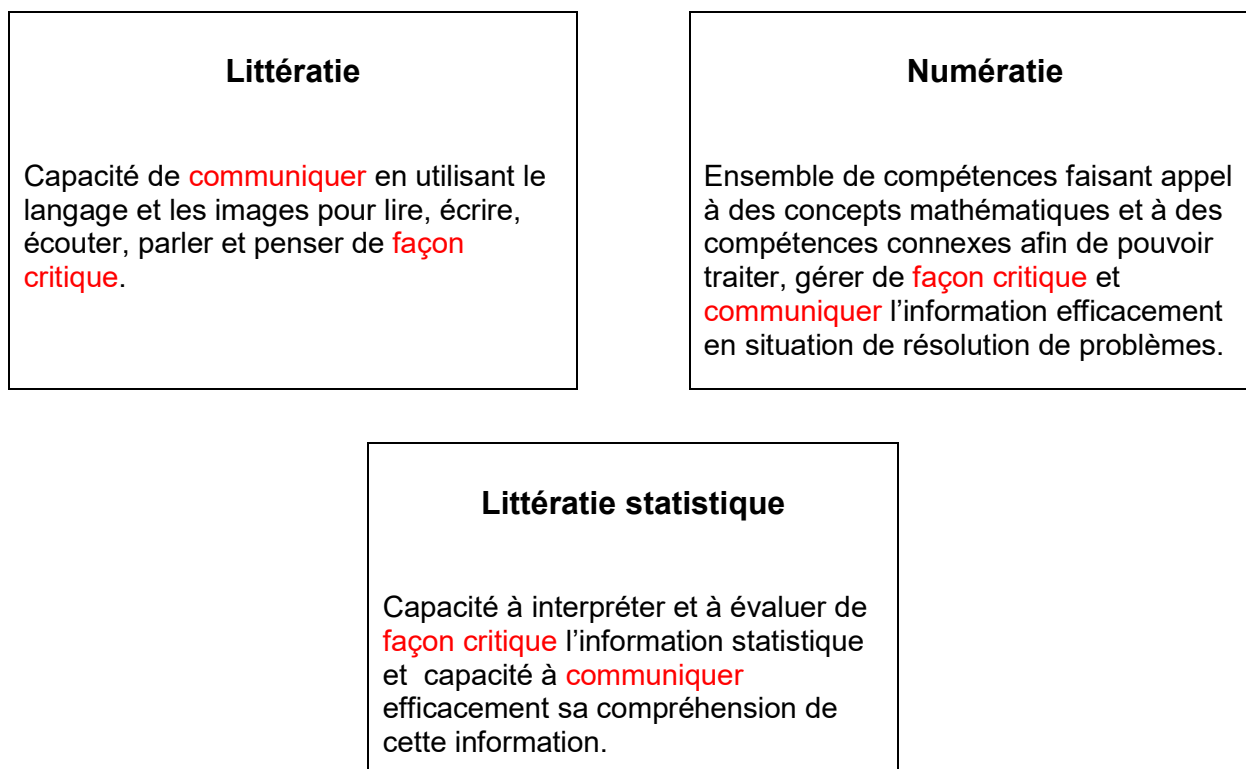 Littératie
Capacité de communiquer en utilisant le
langage et les images pour lire, écrire,
écouter, parler et penser de façon
critique.
Numératie
Ensemble de compétences faisant appel
à des concepts mathématiques et à des
compétences connexes afin de pouvoir
traiter, gérer de façon critique et
communiquer l’information efficacement
en situation de résolution de problèmes.
Littératie statistique
Capacité à interpréter et à évaluer de
façon critique l’information statistique
et  capacité à communiquer
efficacement sa compréhension de
cette information.